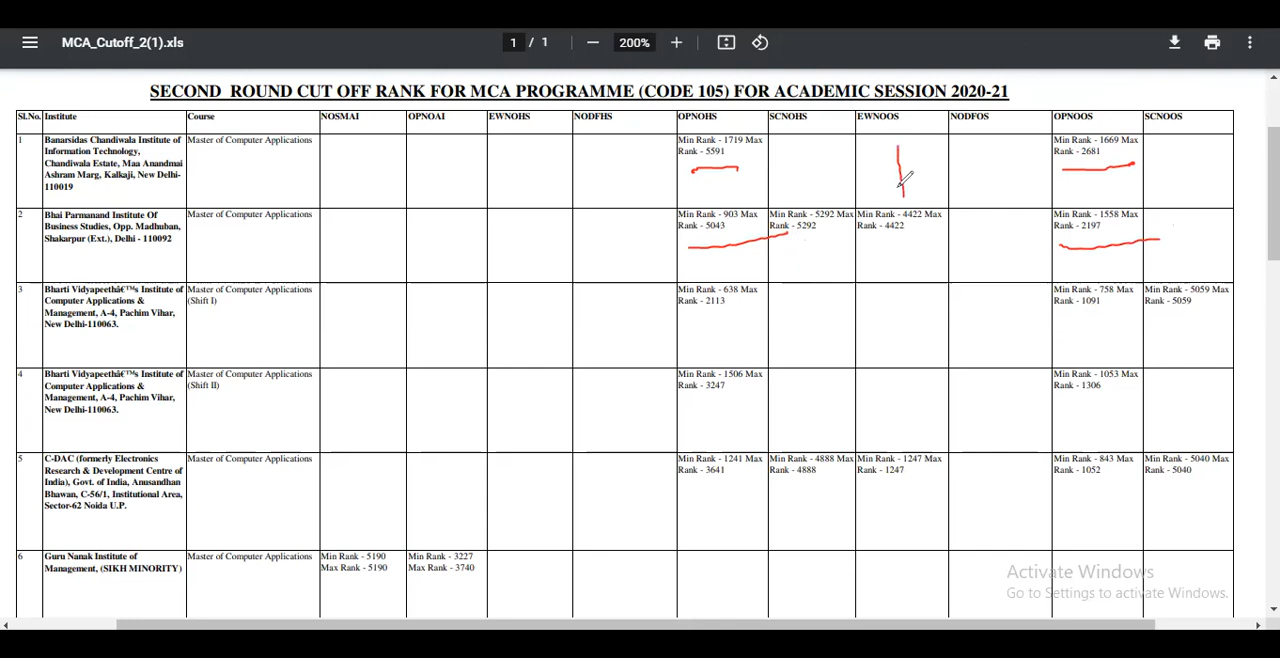 MCA_Cutoff_2(1).xls
1 / 1
200%
SECOND ROUND CUT OFF RANK FOR MCA PROGRAMME (CODE 105) FOR ACADEMIC SESSION 2020-21
Sl.No. Institute Course NOSMAI OPNOAI EWNOHS NODFHS OPNOHS SCNOHS EWNOOS NODFOS OPNOOS SCNOOS
1 Banarsidas Chandiwala Institute of Master of Computer Applications Min Rank - 1719 Max Min Rank - 1669 Max
Information Technology, Rank - 5591 Rank - 2681
Chandiwala Estate, Maa Anandmai
Ashram Marg, Kalkaji, New Delhi-
110019
2 Bhai Parmanand Institute Of Master of Computer Applications Min Rank - 903 Max Min Rank - 5292 Max Min Rank - 4422 Max Min Rank - 1558 Max
Business Studies, Opp. Madhuban, Rank - 5043 Rank - 5292 Rank - 4422 Rank - 2197
Shakarpur (Ext.), Delhi - 110092
3 Bharti Vidyapeethâ€™s Institute of Master of Computer Applications Min Rank - 638 Max Min Rank - 758 Max Min Rank - 5059 Max
Computer Applications & (Shift I) Rank - 2113 Rank - 1091 Rank - 5059
Management, A-4, Pachim Vihar,
New Delhi-110063.
4 Bharti Vidyapeethâ€™s Institute of Master of Computer Applications Min Rank - 1506 Max Min Rank - 1053 Max
Computer Applications & (Shift II) Rank - 3247 Rank - 1306
Management, A-4, Pachim Vihar,
New Delhi-110063.
5 C-DAC (formerly Electronics Master of Computer Applications Min Rank - 1241 Max Min Rank - 4888 Max Min Rank - 1247 Max Min Rank - 843 Max Min Rank - 5040 Max
Research & Development Centre of Rank - 3641 Rank - 4888 Rank - 1247 Rank - 1052 Rank - 5040
India), Govt. of India, Anusandhan
Bhawan, C-56/1, Institutional Area,
Sector-62 Noida U.P.
6 Guru Nanak Institute of Master of Computer Applications Min Rank - 5190 Min Rank - 3227
Management, (SIKH MINORITY) Max Rank - 5190 Max Rank - 3740
Activate Windows
Go to Settings to activate Windows.